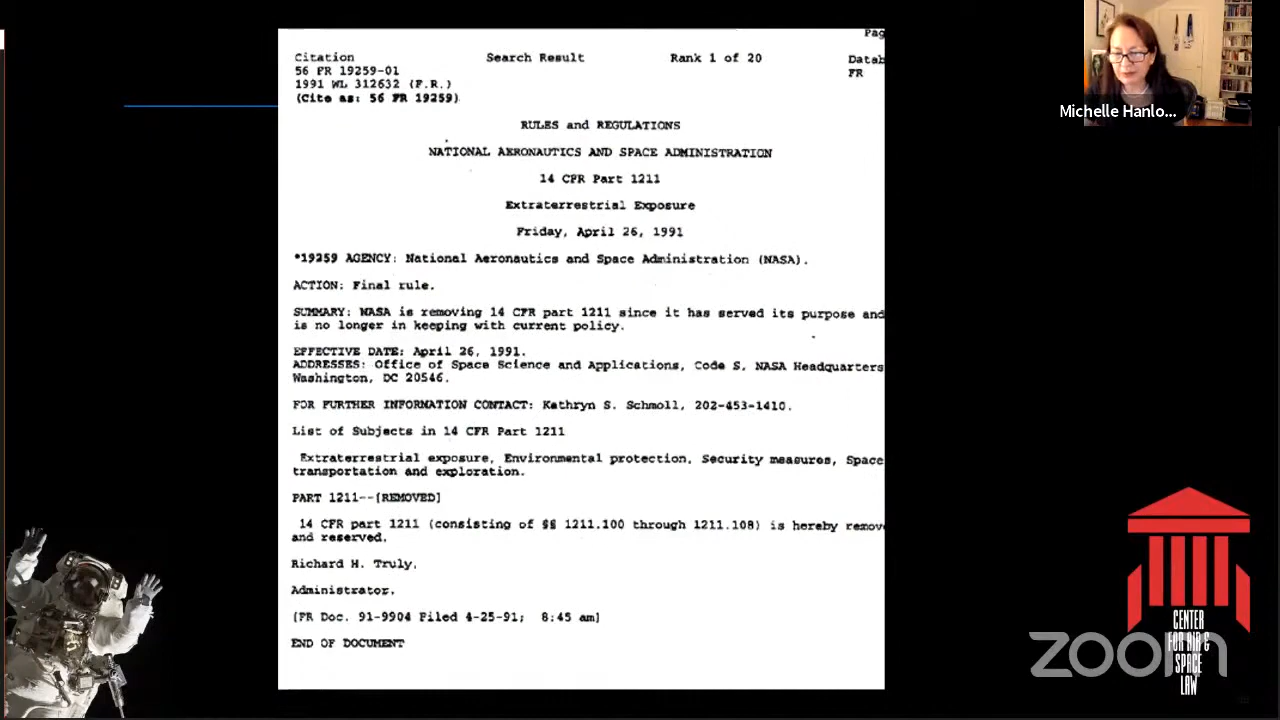 Pag
Citation Search Result Rank 1 of 20 Datab
56 FR 19259-01 FR
1991 WL 312632 (F.R.)
(Cite as: 56 FR 19259)
RULES and REGULATIONS
NATIONAL AERONAUTICS AND SPACE ADMINISTRATION
14 CFR Part 1211
Extraterrestrial Exposure
Friday, April 26, 1991
*19259 AGENCY: National Aeronautics and Space Administration (NASA).
ACTION: Final rule.
SUMMARY: NASA is removing 14 CFR part 1211 since it has served its purpose and
is no longer in keeping with current policy.
EFFECTIVE DATE: April 26, 1991.
ADDRESSES: Office of Space Science and Applications, Code S, NASA Headquarters
Washington, DC 20546.
FOR FURTHER INFORMATION CONTACT: Kathryn S. Schmoll, 202-453-1410.
List of Subjects in 14 CFR Part 1211
Extraterrestrial exposure, Environmental protection, Security measures, Space
transportation and exploration.
PART 1211--[REMOVED]
14 CFR part 1211 (consisting of §§ 1211.100 through 1211.108) is hereby remove
and reserved.
Richard H. Truly,
Administrator.
[FR Doc. 91-9904 Filed 4-25-91; 8:45 am]
END OF DOCUMENT
Michelle Hanlo...
CENTER
FOR AIR &
SPACE
LAW
zoom